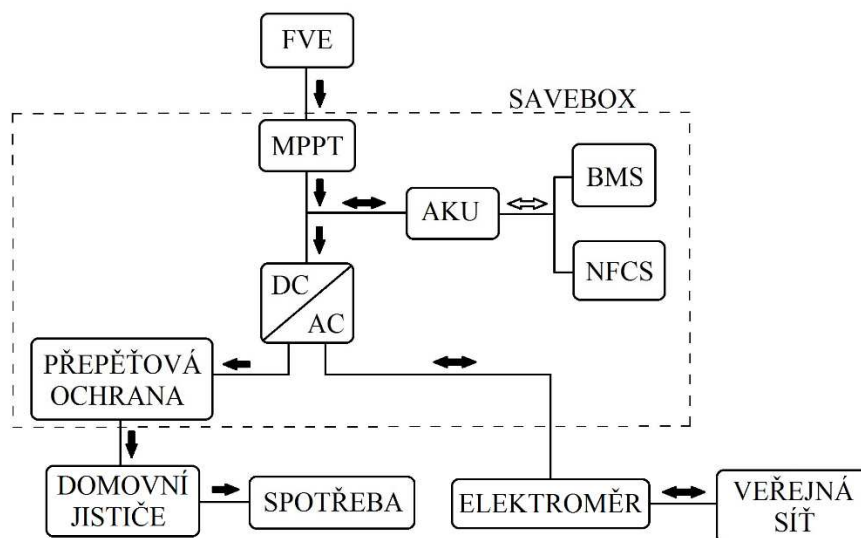 FVE
SAVEBOX
MPPT
BMS
AKU
NFCS
DC
AC
PŘEPĚŤOVÁ
OCHRANA
DOMOVNÍ
JISTIČE
SPOTŘEBA
ELEKTROMĚR
VEŘEJNÁ
SÍŤ